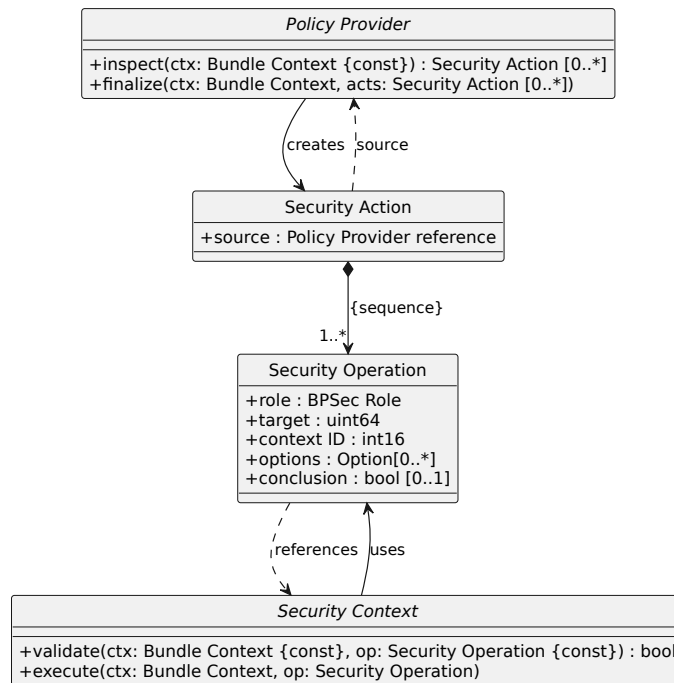 Policy Provider
+inspect(ctx: Bundle Context {const}) : Security Action [0..*]
+finalize(ctx: Bundle Context, acts: Security Action [0..*])
creates source
Security Action
+source : Policy Provider reference
{sequence}
1..*
Security Operation
+role : BPSec Role
+target : uint64
+context ID : int16
+options : Option[0..*]
+conclusion : bool [0..1]
references uses
Security Context
+validate(ctx: Bundle Context {const}, op: Security Operation {const}) : bool
+execute(ctx: Bundle Context, op: Security Operation)